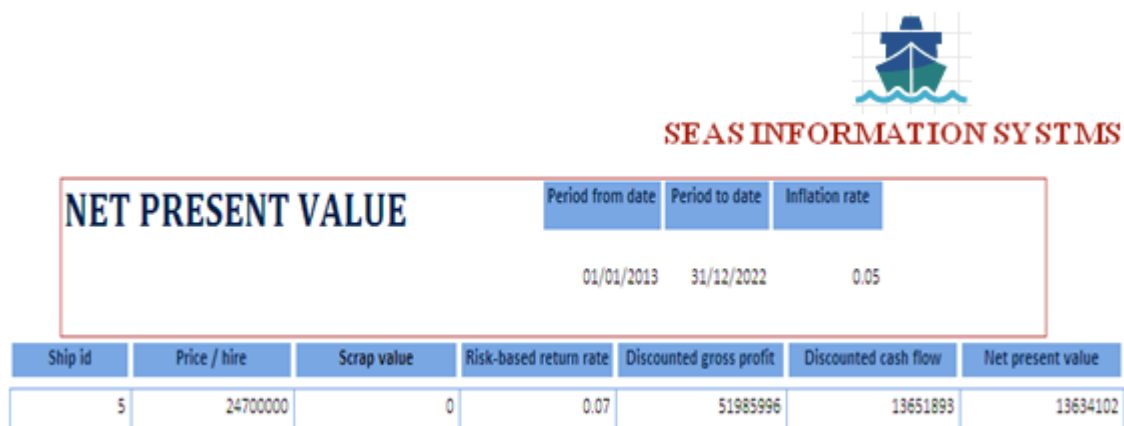 SEAS INFORMATION SYSTMS
NET PRESENT VALUE
Period from date Period to date Inflation rate
01/01/2013 31/12/2022 0.05
Ship id Price / hire Scrap value Risk-based return rate Discounted gross profit Discounted cash flow Net present value
5 24700000 0 0.07 51985996 13651893 13634102